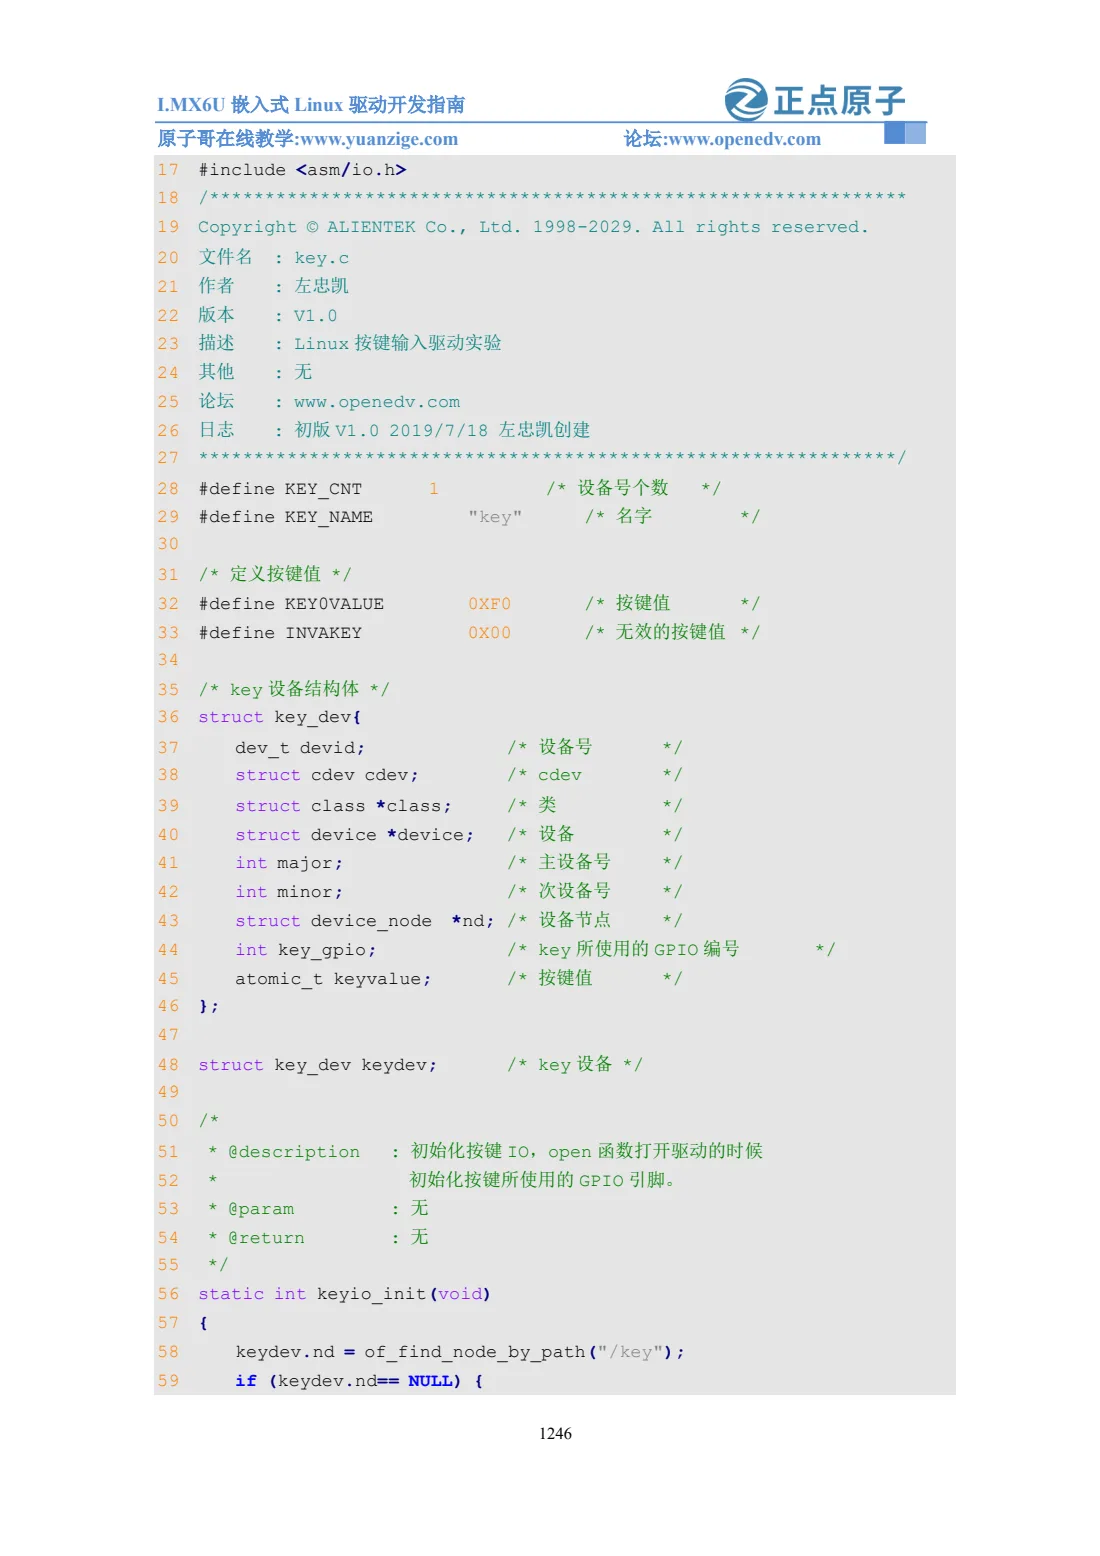 I.MX6U 嵌入式 Linux 驱动开发指南
正点原子
原子哥在线教学:www.yuanzige.com 论坛:www.openedv.com
17 #include <asm/io.h>
18 /***************************************************************
19 Copyright © ALIENTEK Co., Ltd. 1998-2029. All rights reserved.
20 文件名 : key.c
21 作者 : 左忠凯
22 版本 : V1.0
23 描述 : Linux 按键输入驱动实验
24 其他 : 无
25 论坛 : www.openedv.com
26 日志 : 初版 V1.0 2019/7/18 左忠凯创建
27 ***************************************************************/
28 #define KEY_CNT 1 /* 设备号个数 */
29 #define KEY_NAME "key" /* 名字 */
30
31 /* 定义按键值 */
32 #define KEY0VALUE 0XF0 /* 按键值 */
33 #define INVAKEY 0X00 /* 无效的按键值 */
34
35 /* key 设备结构体 */
36 struct key_dev{
37 dev_t devid; /* 设备号 */
38 struct cdev cdev; /* cdev */
39 struct class *class; /* 类 */
40 struct device *device; /* 设备 */
41 int major; /* 主设备号 */
42 int minor; /* 次设备号 */
43 struct device_node *nd; /* 设备节点 */
44 int key_gpio; /* key 所使用的 GPIO 编号 */
45 atomic_t keyvalue; /* 按键值 */
46 };
47
48 struct key_dev keydev; /* key 设备 */
49
50 /*
51 * @description : 初始化按键 IO，open 函数打开驱动的时候
52 * 初始化按键所使用的 GPIO 引脚。
53 * @param : 无
54 * @return : 无
55 */
56 static int keyio_init(void)
57 {
58 keydev.nd = of_find_node_by_path("/key");
59 if (keydev.nd== NULL) {
1246